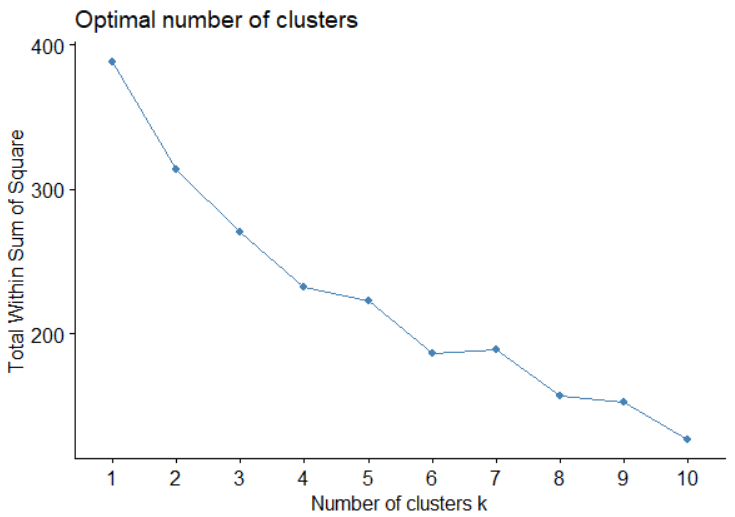 Optimal number of clusters
400
300
200
Total Within Sum of Square
1 2 3 4 5 6 7 8 9 10
Number of clusters k